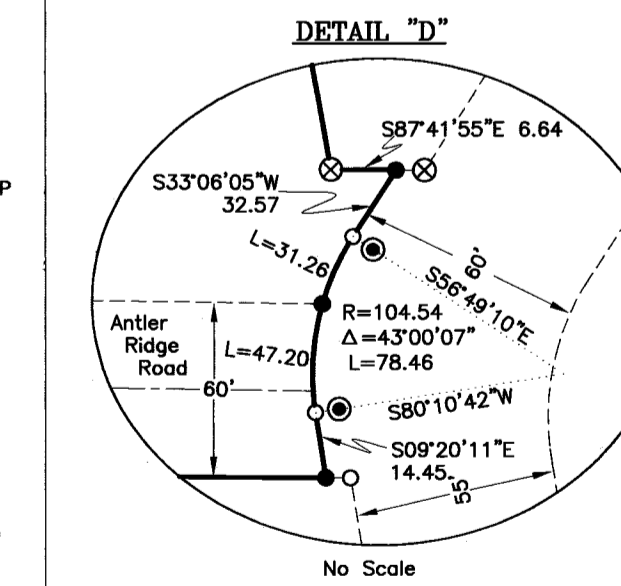 DETAIL "D"
S87°41'55"E 6.64
P
S33°06'05"W
32.57
L=31.26
60'
S56°49'10"E
R=104.54
Δ=43°00'07"
L=78.46
Antler
Ridge
Road
L=47.20
60'
S80°10'42"W
S09°20'11"E
14.45
55
No Scale